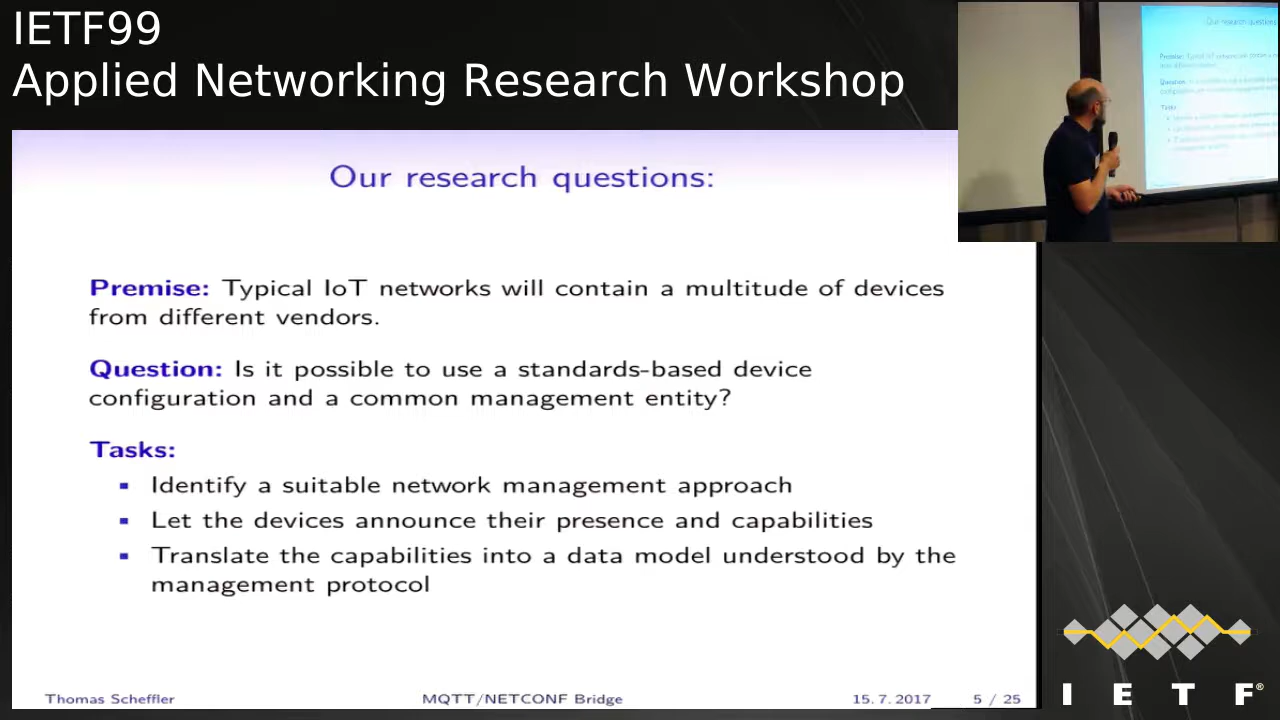 IETF99
Applied Networking Research Workshop
Our research questions:
Premise: Typical IoT networks will contain a multitude of devices
from different vendors.
Question: Is it possible to use a standards-based device
configuration and a common management entity?
Tasks:
▪ Identify a suitable network management approach
▪ Let the devices announce their presence and capabilities
▪ Translate the capabilities into a data model understood by the
management protocol
Thomas Scheffler MQTT/NETCONF Bridge 15. 7. 2017 5 / 25
Our research questions
I E T F®